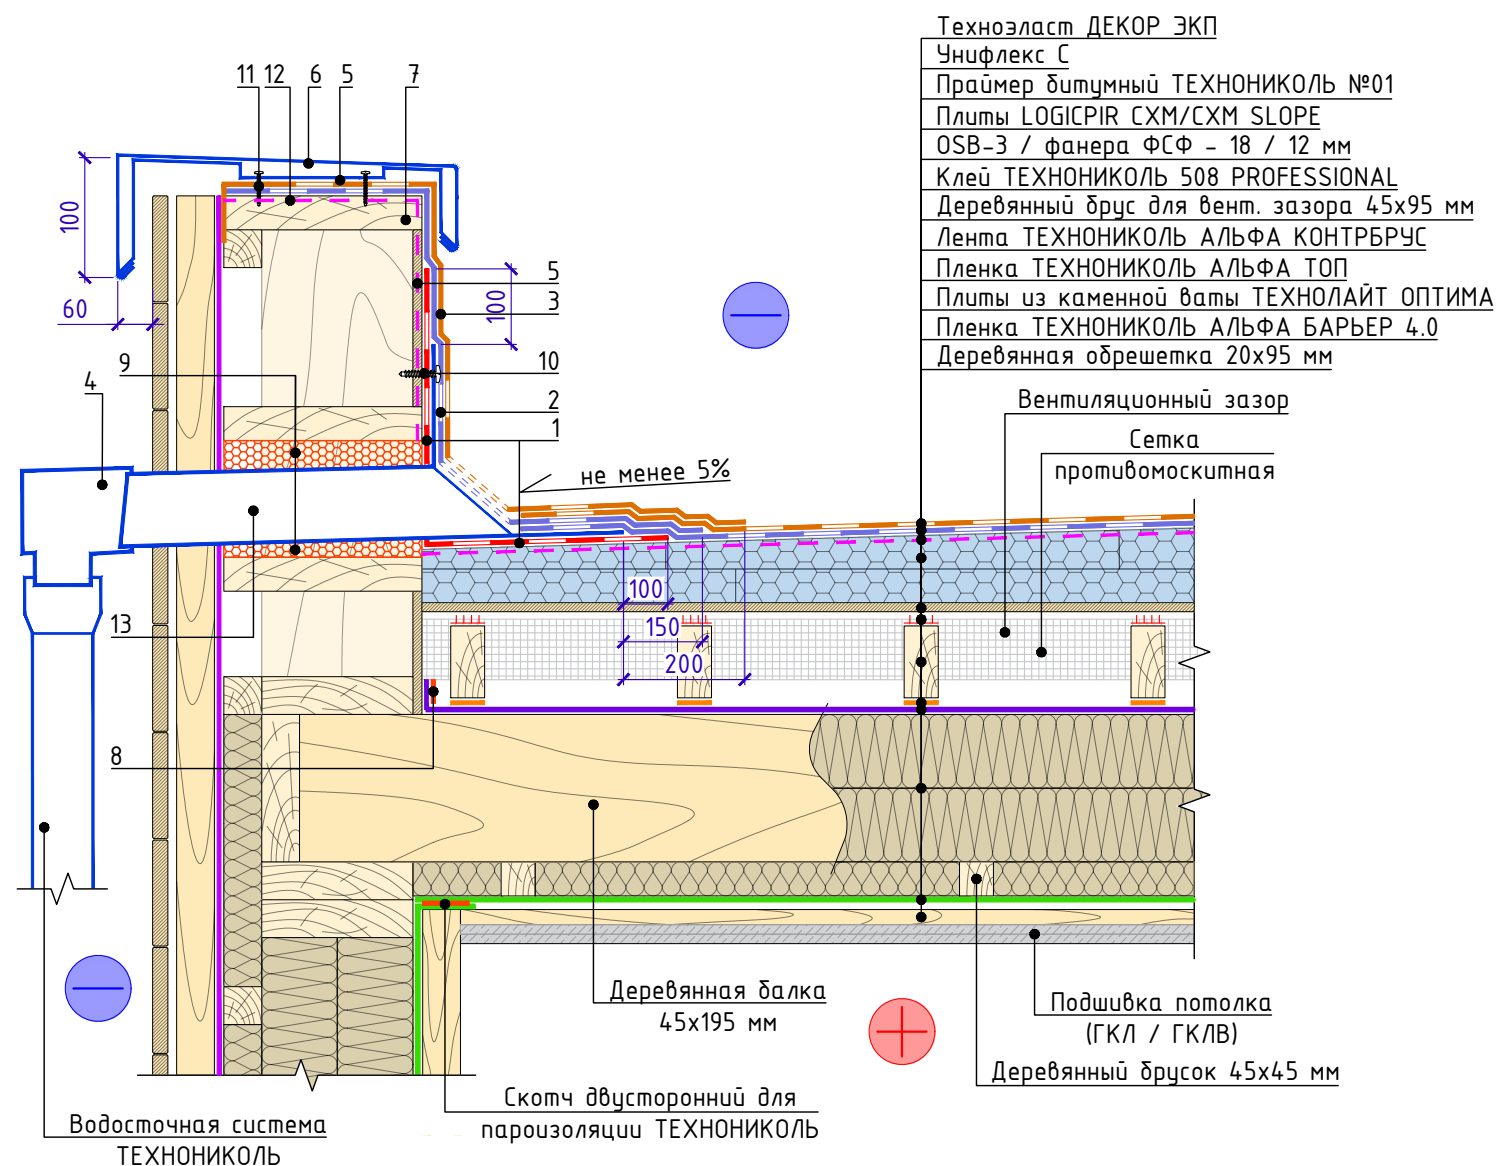 Техноэласт ДЕКОР ЭКП
Унифлекс С
Праймер битумный ТЕХНОНИКОЛЬ №01
Плиты LOGICPIR СХМ/СХМ SLOPE
OSB-3 / фанера ФСФ - 18 / 12 мм
Клей ТЕХНОНИКОЛЬ 508 PROFESSIONAL
Деревянный брус для вент. зазора 45х95 мм
Лента ТЕХНОНИКОЛЬ АЛЬФА КОНТРБРУС
Пленка ТЕХНОНИКОЛЬ АЛЬФА ТОП
Плиты из каменной ваты ТЕХНОЛАЙТ ОПТИМА
Пленка ТЕХНОНИКОЛЬ АЛЬФА БАРЬЕР 4.0
Деревянная обрешетка 20х95 мм
11 12 6 5 7
100
60
9
4
5
3
100
10
2
1
не менее 5%
Вентиляционный зазор
Сетка
противомоскитная
13
100
150
200
8
Деревянная балка
45х195 мм
Подшивка потолка
(ГКЛ / ГКЛВ)
Деревянный брусок 45х45 мм
Скотч двусторонний для
пароизоляции ТЕХНОНИКОЛЬ
Водосточная система
ТЕХНОНИКОЛЬ